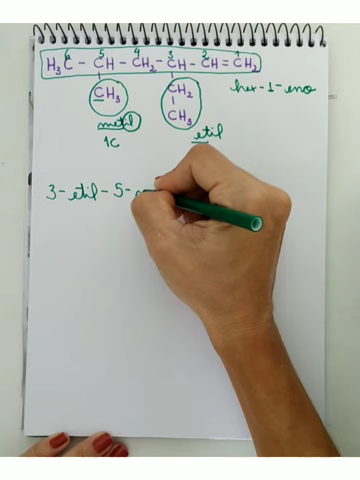 6 5 4 3 2 1
H3C - CH - CH2 - CH - CH = CH2
CH3 CH2 hex-1-eno
CH3
metil etil
1C
3-etil-5-